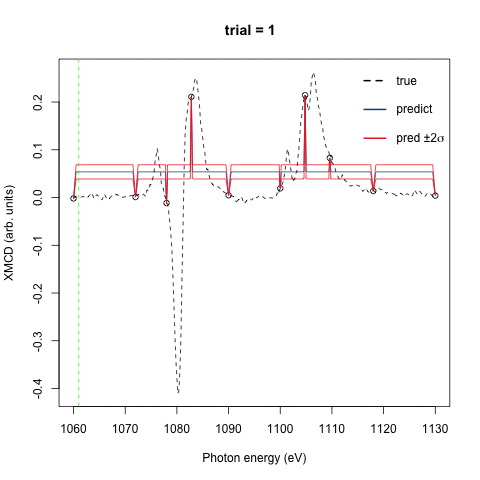 trial = 1
true
predict
pred ±2σ
0.2
0.1
0.0
-0.1
-0.2
-0.3
-0.4
XMCD (arb. units)
1060 1070 1080 1090 1100 1110 1120 1130
Photon energy (eV)